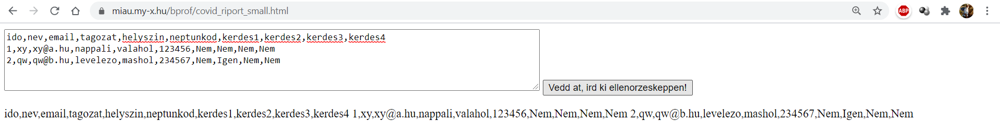 miau.my-x.hu/bprof/covid_riport_small.html
ABP
ido,nev,email,tagozat,helyszin,neptunkod,kerdes1,kerdes2,kerdes3,kerdes4
1,xy,xy@a.hu,nappali,valahol,123456,Nem,Nem,Nem,Nem
2,qw,qw@b.hu,levelezo,mashol,234567,Nem,Igen,Nem,Nem
Vedd at, ird ki ellenorzeskeppen!
ido,nev,email,tagozat,helyszin,neptunkod,kerdes1,kerdes2,kerdes3,kerdes4 1,xy,xy@a.hu,nappali,valahol,123456,Nem,Nem,Nem,Nem 2,qw,qw@b.hu,levelezo,mashol,234567,Nem,Igen,Nem,Nem